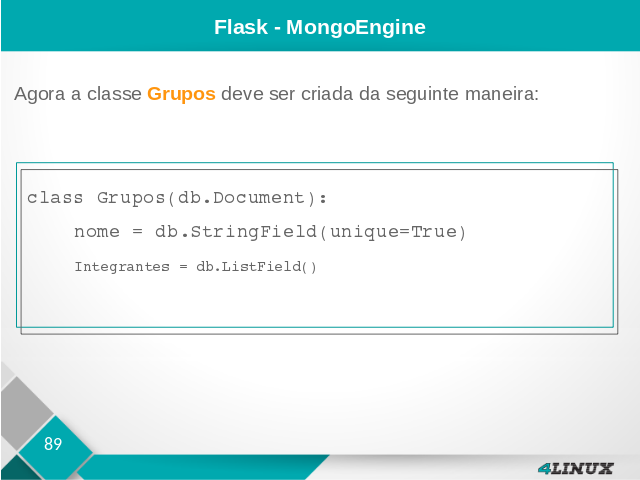 Flask - MongoEngine
Agora a classe Grupos deve ser criada da seguinte maneira:
class Grupos(db.Document):
nome = db.StringField(unique=True)
Integrantes = db.ListField()
89
4LINUX